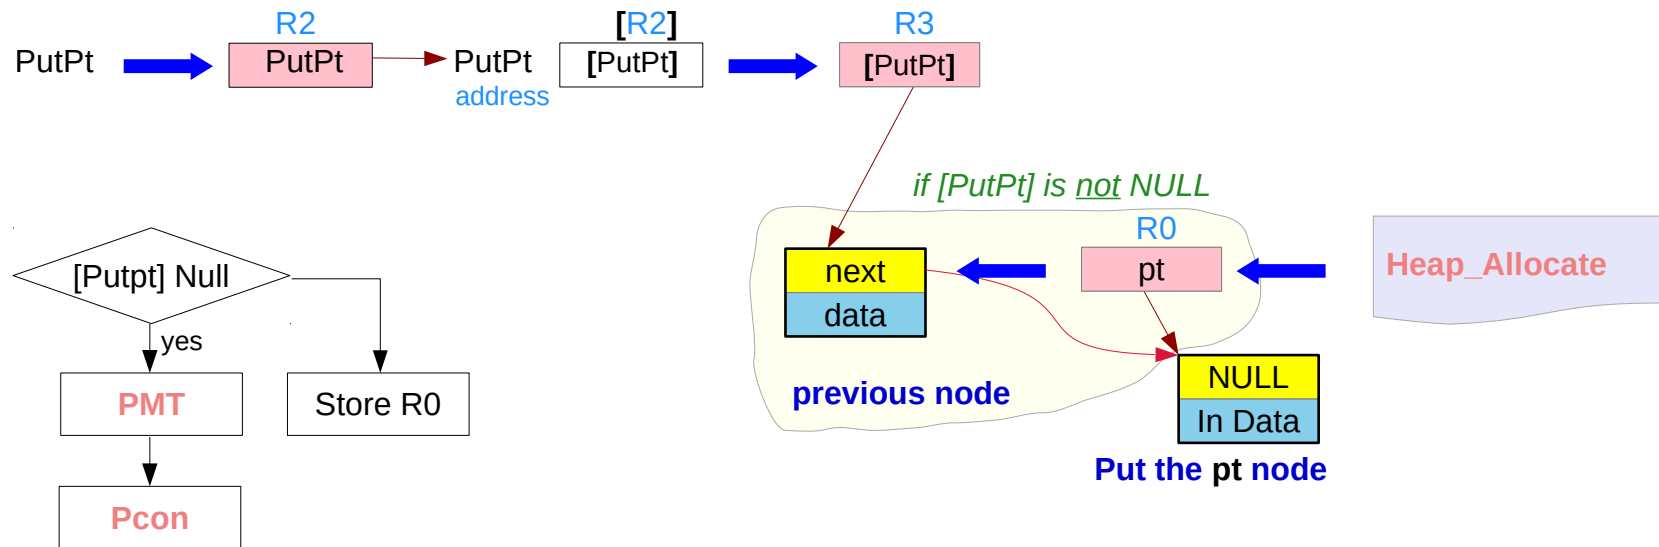 R2
[R2]
R3
PutPt
PutPt
PutPt
[PutPt]
[PutPt]
address
if [PutPt] is not NULL
R0
[Putpt] Null
next
pt
Heap_Allocate
data
yes
NULL
PMT
Store R0
previous node
In Data
Put the pt node
Pcon